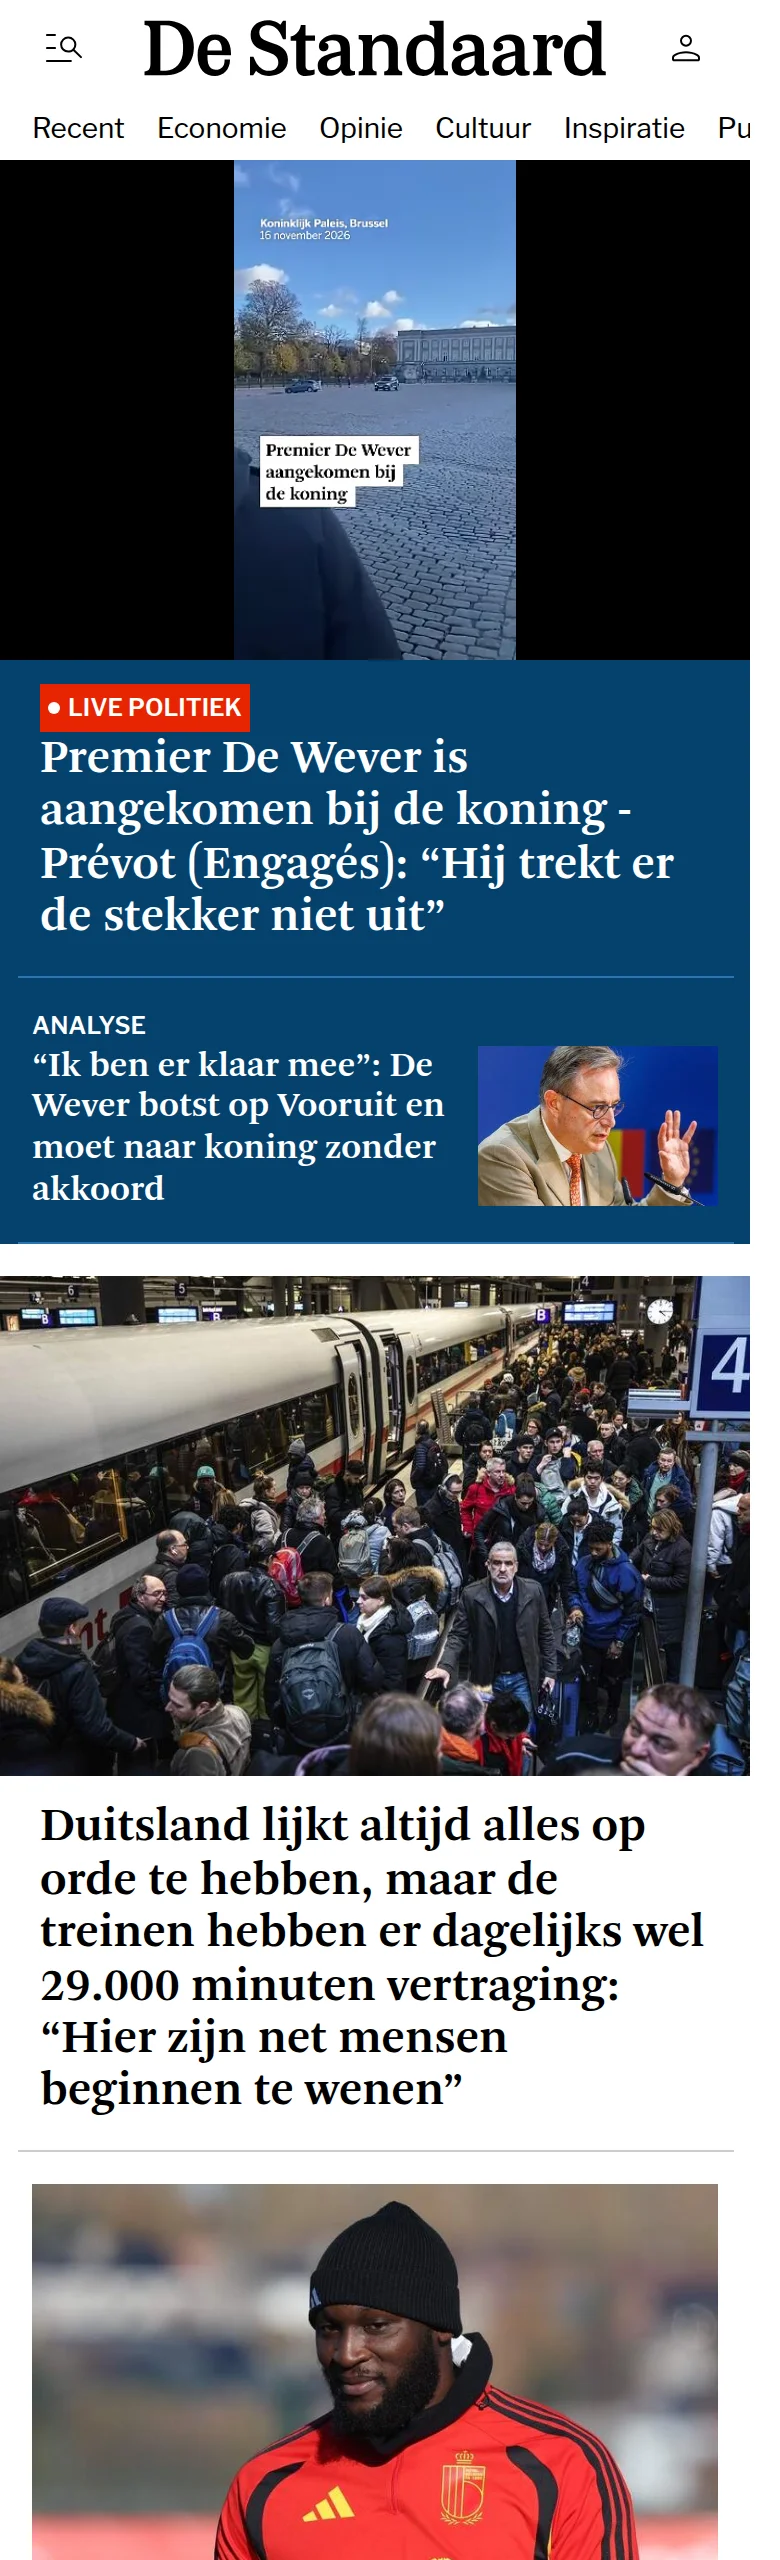 De Standaard
Recent Economie Opinie Cultuur Inspiratie Pu
Koninklijk Paleis, Brussel
16 november 2026
Premier De Wever
aangekomen bij
de koning
LIVE POLITIEK
Premier De Wever is
aangekomen bij de koning -
Prévot (Engagés): “Hij trekt er
de stekker niet uit”
ANALYSE
“Ik ben er klaar mee”: De
Wever botst op Vooruit en
moet naar koning zonder
akkoord
6
5
4
B
B
B
4
Duitsland lijkt altijd alles op
orde te hebben, maar de
treinen hebben er dagelijks wel
29.000 minuten vertraging:
“Hier zijn net mensen
beginnen te wenen”